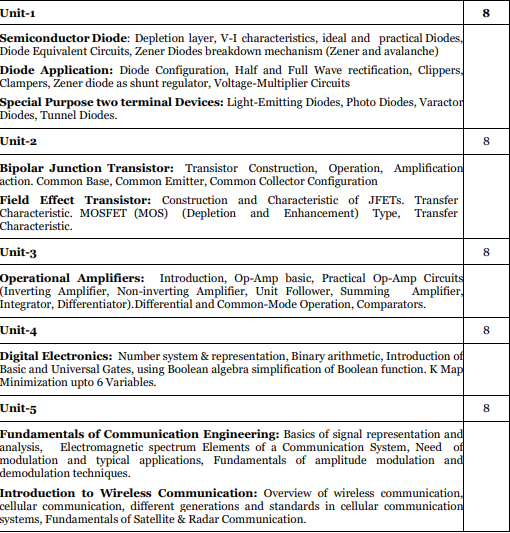 Unit-1 8
Semiconductor Diode: Depletion layer, V-I characteristics, ideal and practical Diodes,
Diode Equivalent Circuits, Zener Diodes breakdown mechanism (Zener and avalanche)
Diode Application: Diode Configuration, Half and Full Wave rectification, Clippers,
Clampers, Zener diode as shunt regulator, Voltage-Multiplier Circuits
Special Purpose two terminal Devices: Light-Emitting Diodes, Photo Diodes, Varactor
Diodes, Tunnel Diodes.
Unit-2 8
Bipolar Junction Transistor: Transistor Construction, Operation, Amplification
action. Common Base, Common Emitter, Common Collector Configuration
Field Effect Transistor: Construction and Characteristic of JFETs. Transfer
Characteristic. MOSFET (MOS) (Depletion and Enhancement) Type, Transfer
Characteristic.
Unit-3 8
Operational Amplifiers: Introduction, Op-Amp basic, Practical Op-Amp Circuits
(Inverting Amplifier, Non-inverting Amplifier, Unit Follower, Summing Amplifier,
Integrator, Differentiator).Differential and Common-Mode Operation, Comparators.
Unit-4 8
Digital Electronics: Number system & representation, Binary arithmetic, Introduction of
Basic and Universal Gates, using Boolean algebra simplification of Boolean function. K Map
Minimization upto 6 Variables.
Unit-5 8
Fundamentals of Communication Engineering: Basics of signal representation and
analysis, Electromagnetic spectrum Elements of a Communication System, Need of
modulation and typical applications, Fundamentals of amplitude modulation and
demodulation techniques.
Introduction to Wireless Communication: Overview of wireless communication,
cellular communication, different generations and standards in cellular communication
systems, Fundamentals of Satellite & Radar Communication.